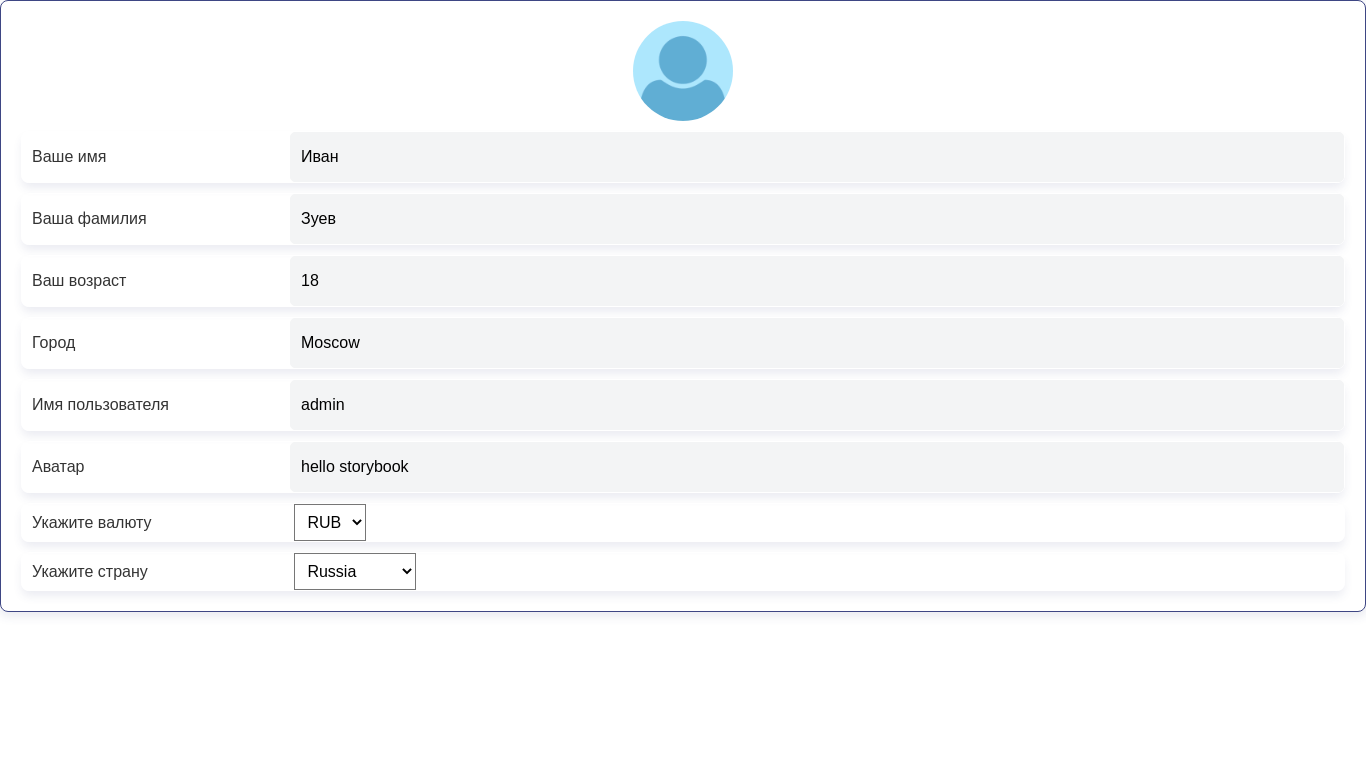 Ваше имя Иван
Ваша фамилия Зуев
Ваш возраст 18
Город Moscow
Имя пользователя admin
Аватар hello storybook
Укажите валюту RUB
Укажите страну Russia